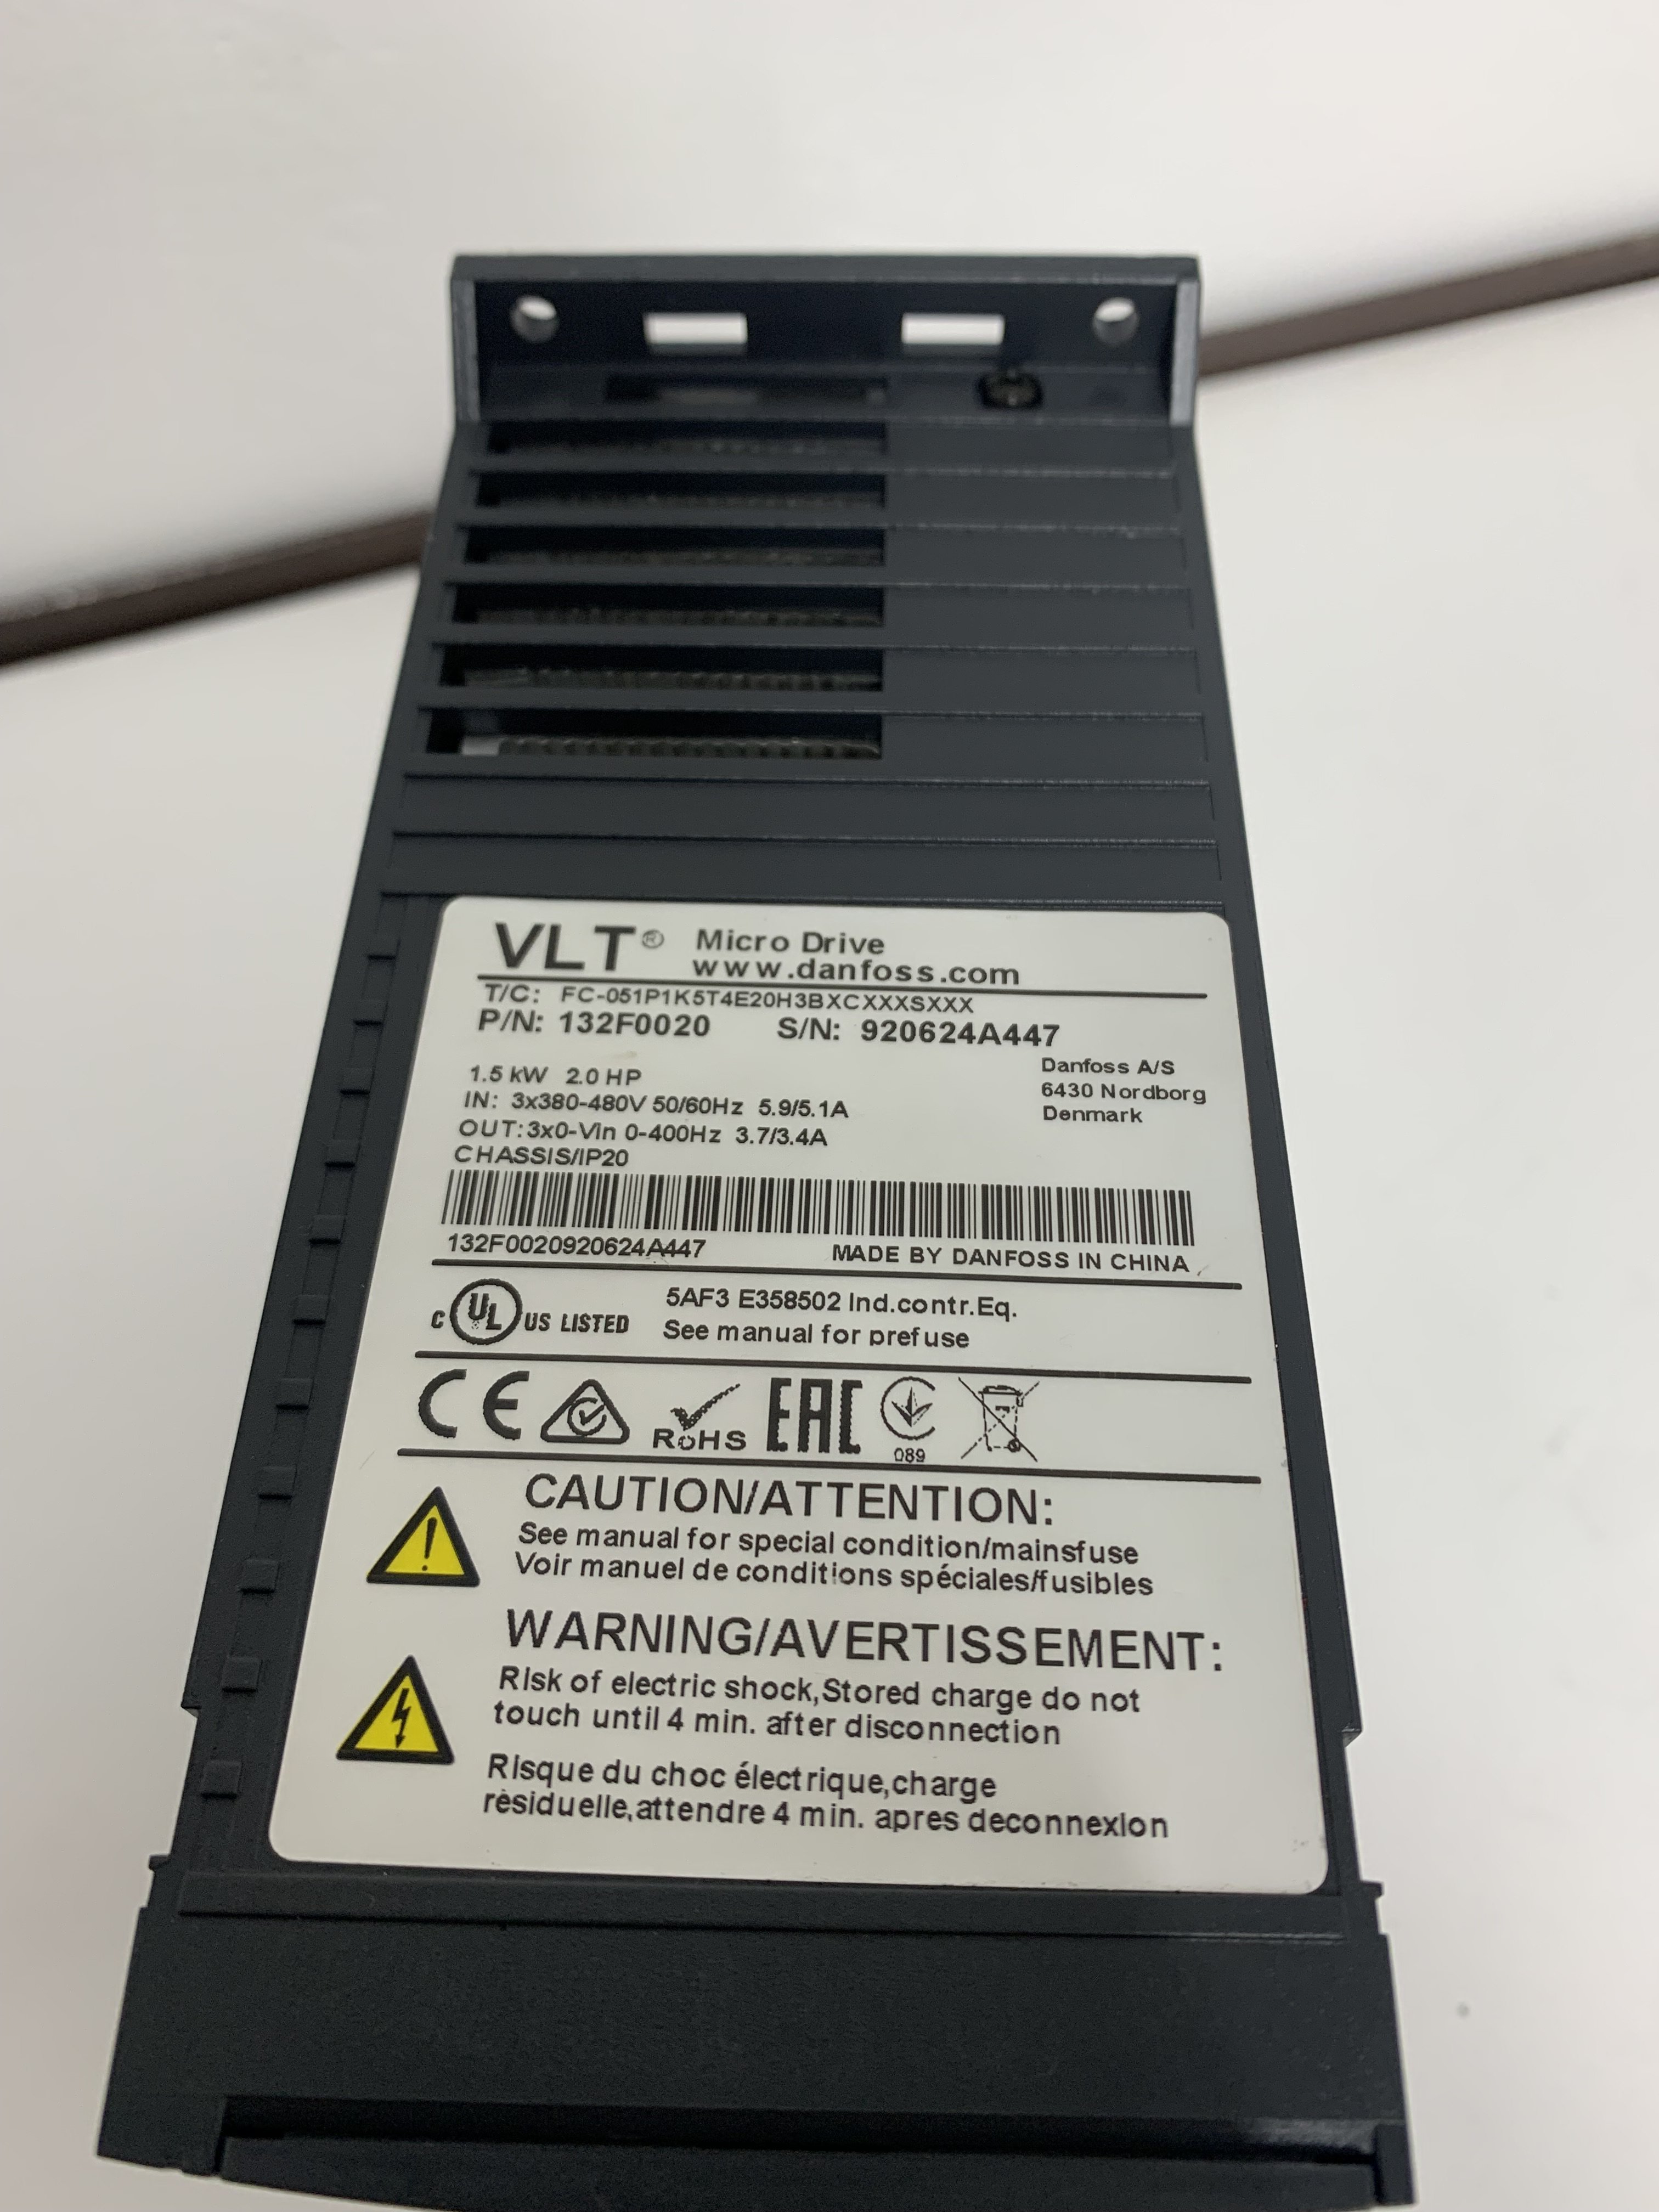 VLT® Micro Drive
www.danfoss.com
T/C: FC-051P1K5T4E20H3BXCXXXSXXX
P/N: 132F0020 S/N: 920624A447
1.5 kW 2.0 HP
IN: 3x380-480V 50/60Hz 5.9/5.1A
OUT:3x0-Vin 0-400Hz 3.7/3.4A
CHASSIS/IP20
Danfoss A/S
6430 Nordborg
Denmark
132F0020920624A447 MADE BY DANFOSS IN CHINA
C UL US LISTED
5AF3 E358502 Ind.contr.Eq.
See manual for prefuse
CE RoHS EAC 089
CAUTION/ATTENTION:
See manual for special condition/mainsfuse
Voir manuel de conditions spéciales/fusibles
WARNING/AVERTISSEMENT:
Risk of electric shock,Stored charge do not
touch until 4 min. after disconnection
Risque du choc électrique,charge
rèsiduelle,attendre 4 min. apres deconnexion